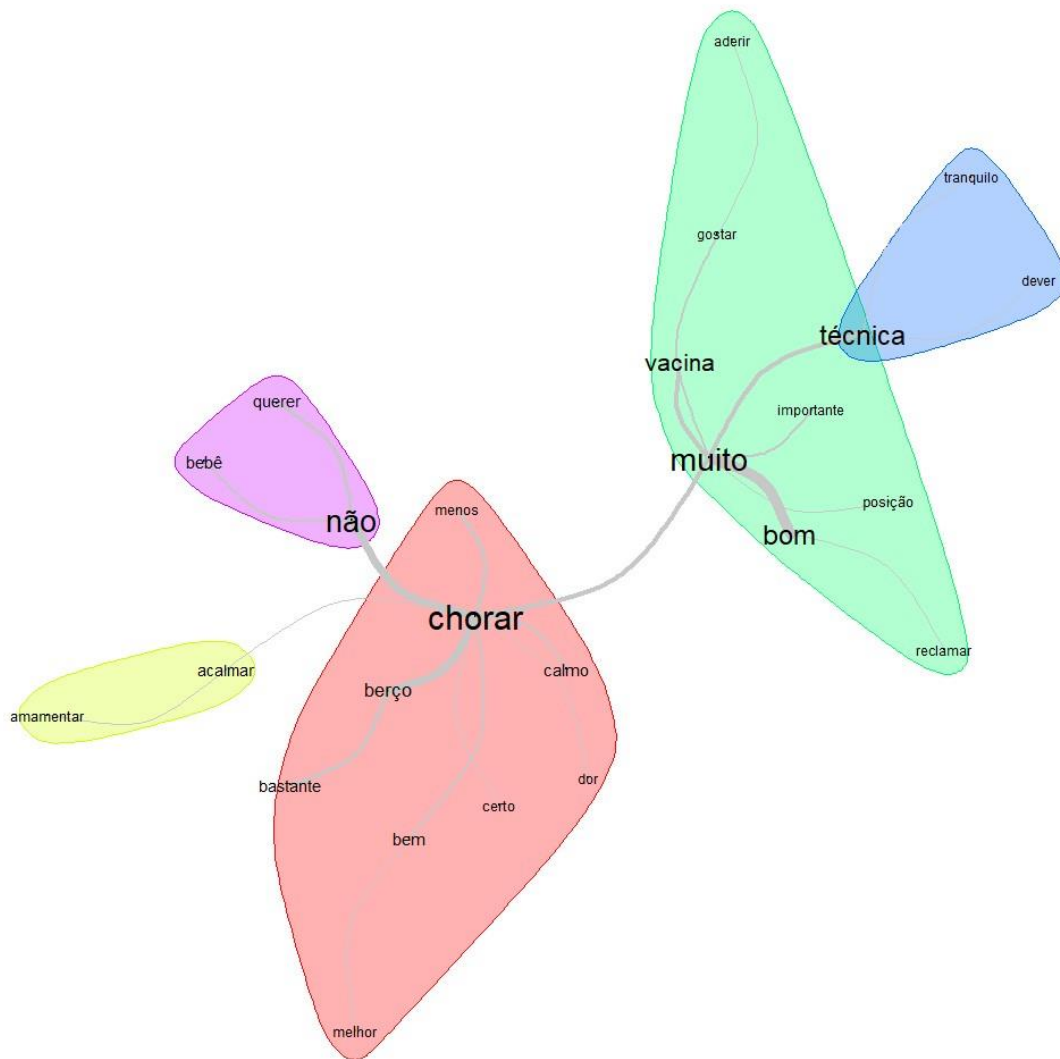 aderir
tranquilo
gostar
dever
técnica
vacina
querer
importante
bebê
muito
posição
menos
não
bom
chorar
reclamar
acalmar
calmo
berço
amamentar
dor
bastante
certo
bem
melhor